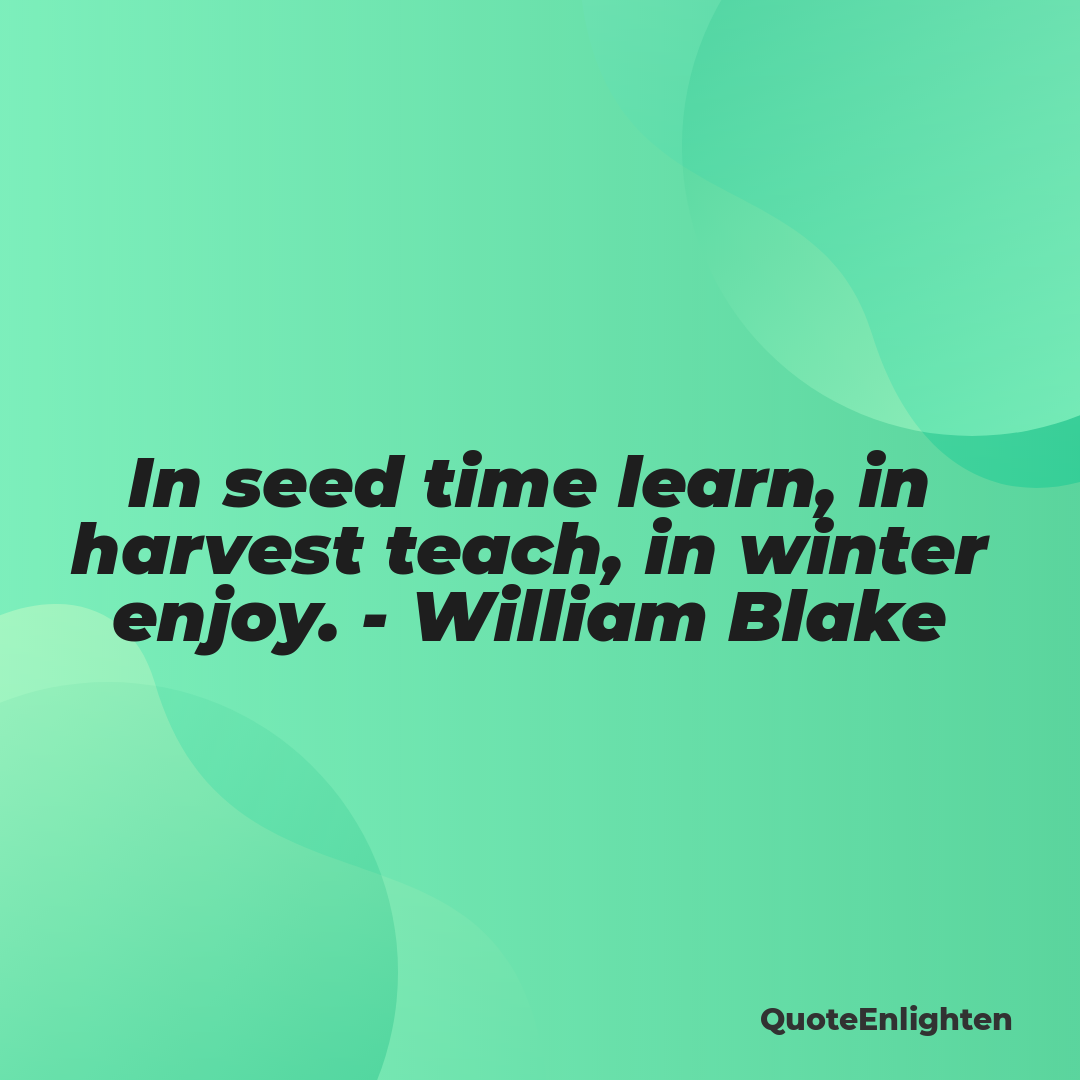 In seed time learn, in
harvest teach, in winter
enjoy. - William Blake
QuoteEnlighten